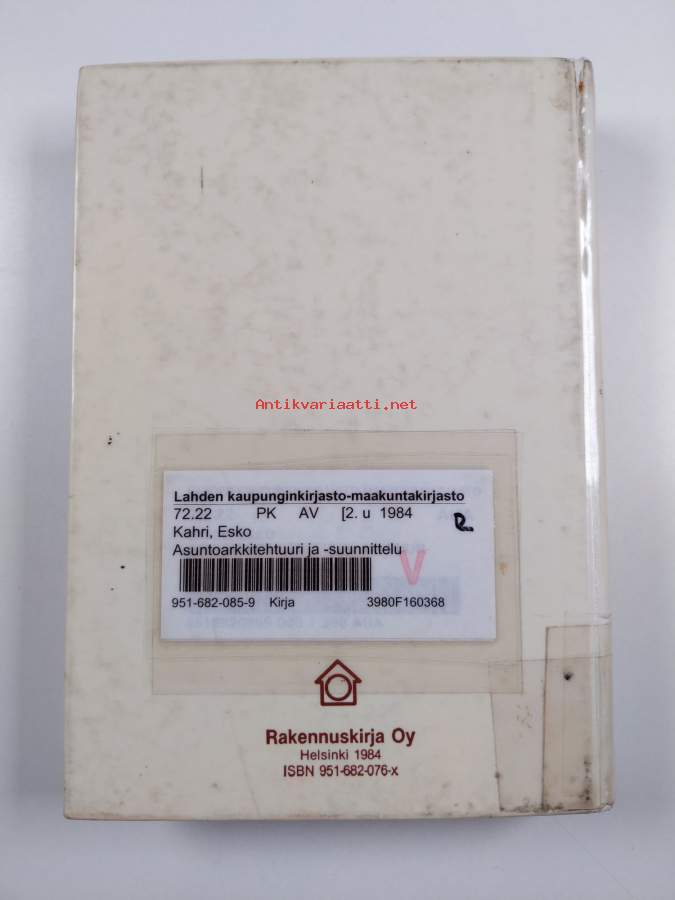 Antikvariaatti.net
Lahden kaupunginkirjasto-maakuntakirjasto
72.22 PK AV [2. u 1984
R
Kahri, Esko
Asuntoarkkitehtuuri ja -suunnittelu
V
951-682-085-9 Kirja 3980F160368
Rakennuskirja Oy
Helsinki 1984
ISBN 951-682-076-x